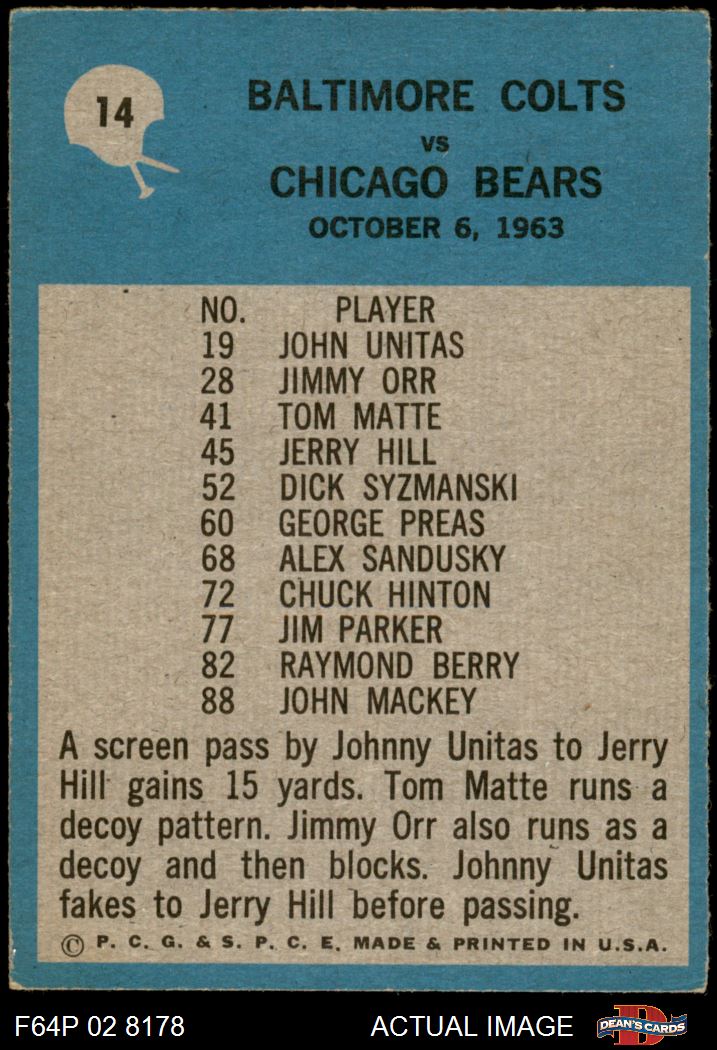 14
BALTIMORE COLTS
VS
CHICAGO BEARS
OCTOBER 6, 1963
NO. PLAYER
19 JOHN UNITAS
28 JIMMY ORR
41 TOM MATTE
45 JERRY HILL
52 DICK SYZMANSKI
60 GEORGE PREAS
68 ALEX SANDUSKY
72 CHUCK HINTON
77 JIM PARKER
82 RAYMOND BERRY
88 JOHN MACKEY
A screen pass by Johnny Unitas to Jerry
Hill gains 15 yards. Tom Matte runs a
decoy pattern. Jimmy Orr also runs as a
decoy and then blocks. Johnny Unitas
fakes to Jerry Hill before passing.
© P. C. G. & S. P. C. E. MADE & PRINTED IN U.S.A.
F64P 02 8178 ACTUAL IMAGE D DEAN'S CARDS